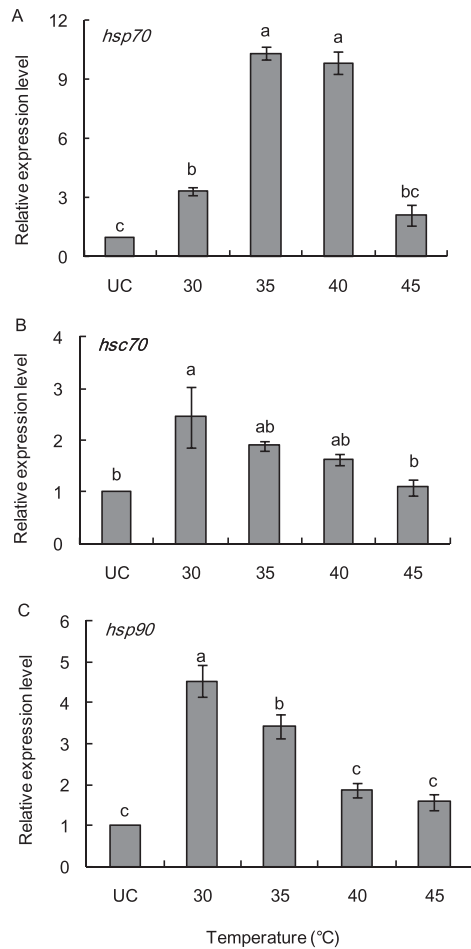 A
hsp70
Relative expression level
12
9
6
3
0
c
b
a
a
bc
UC 30 35 40 45
B
hsc70
Relative expression level
4
3
2
1
0
b
a
ab
ab
b
UC 30 35 40 45
C
hsp90
Relative expression level
6
5
4
3
2
1
0
c
a
b
c
c
UC 30 35 40 45
Temperature (°C)